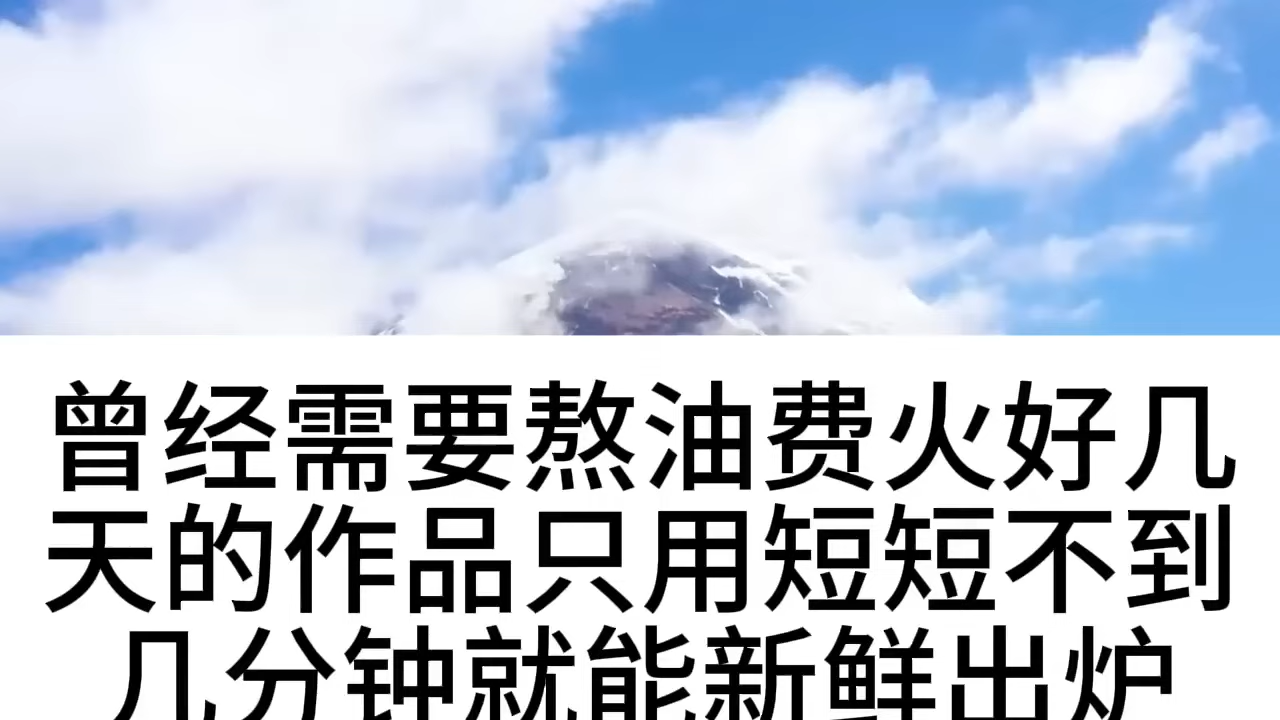 曾经需要熬油费火好几
天的作品只用短短不到
几分钟就能新鲜出炉